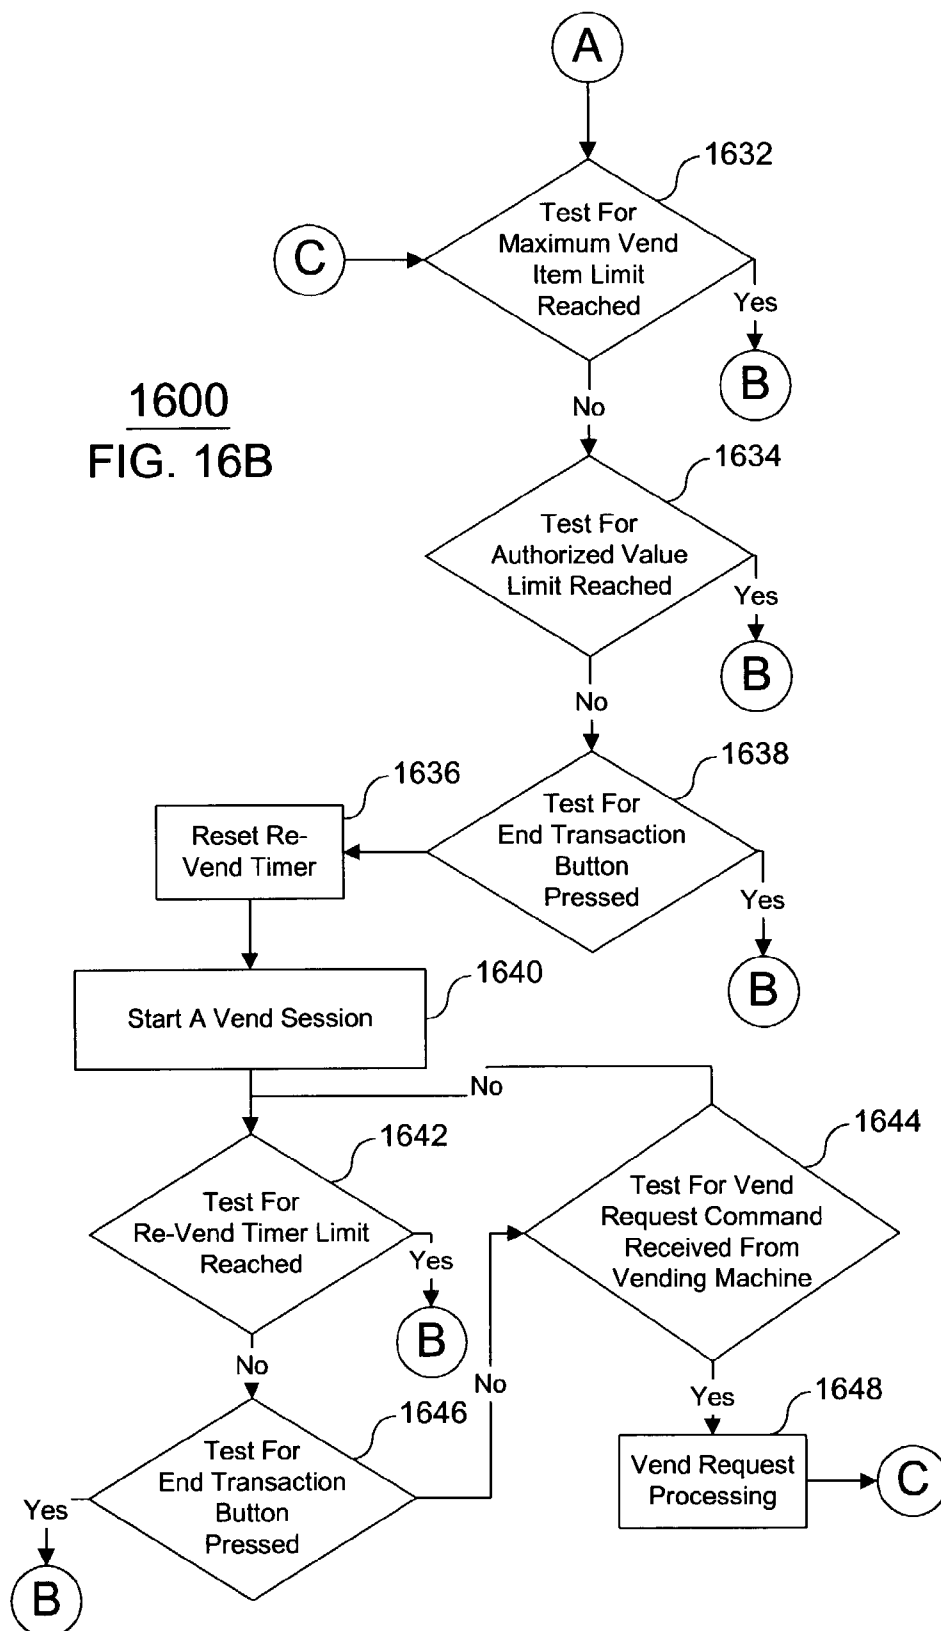 A
1632
Test For
Maximum Vend
Item Limit
Reached
C
Yes
B
1600
FIG. 16B
No
1634
Test For
Authorized Value
Limit Reached
Yes
B
No
1638
Test For
End Transaction
Button
Pressed
Yes
B
1636
Reset Re-
Vend Timer
1640
Start A Vend Session
No
1642
Test For
Re-Vend Timer Limit
Reached
Yes
B
No
1644
Test For Vend
Request Command
Received From
Vending Machine
Yes
1646
Test For
End Transaction
Button
Pressed
No
Yes
B
1648
Vend Request
Processing
C